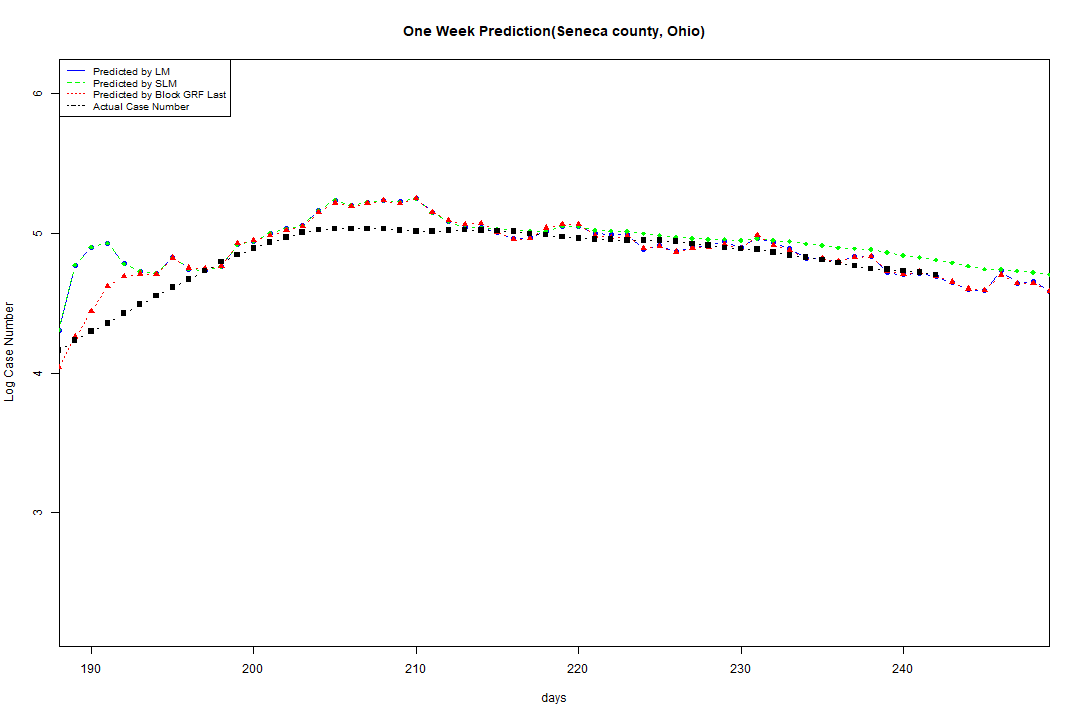 One Week Prediction(Seneca county, Ohio)
Predicted by LM
Predicted by SLM
Predicted by Block GRF Last
Actual Case Number
6
5
4
3
Log Case Number
190 200 210 220 230 240
days